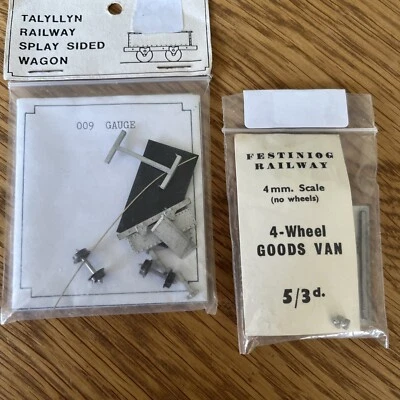 TALYLLYN
RAILWAY
SPLAY SIDED
WAGON
009 GAUGE
FESTINIOG
RAILWAY
4mm. Scale
(no wheels)
4-Wheel
GOODS VAN
5/3d.